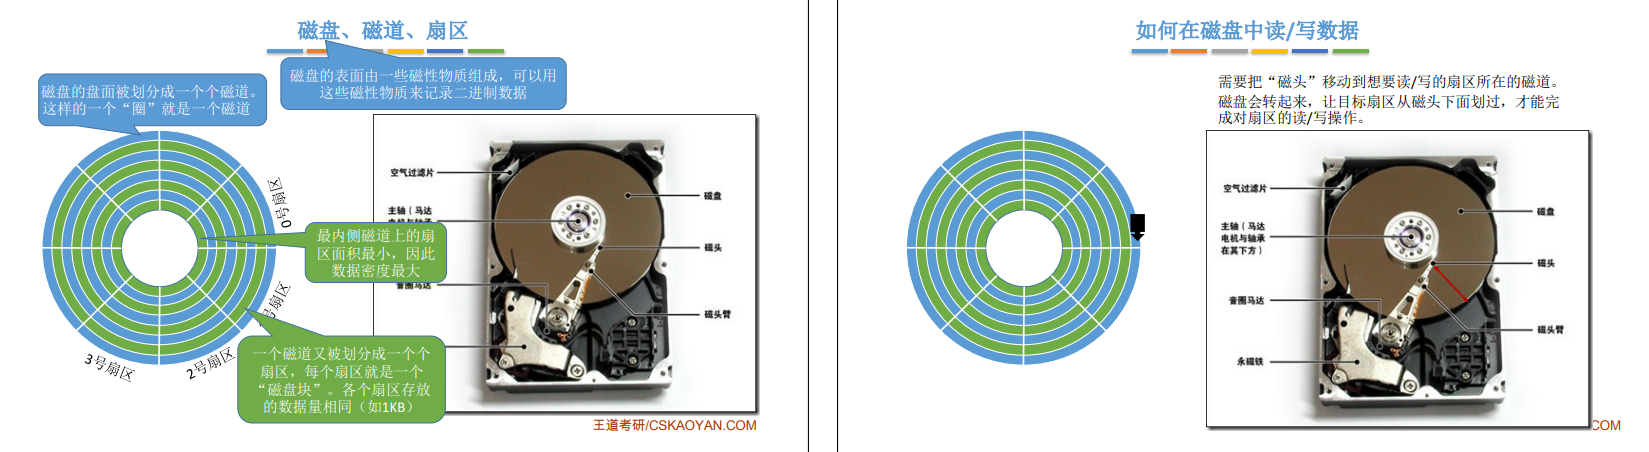 磁盘、磁道、扇区
磁盘的表面由一些磁性物质组成，可以用
这些磁性物质来记录二进制数据
磁盘的盘面被划分成一个个磁道。
这样的一个“圈”就是一个磁道
0号扇区
最内侧磁道上的扇
区面积最小，因此
数据密度最大
号扇区
2号扇区
3号扇区
一个磁道又被划分成一个个
扇区，每个扇区就是一个
“磁盘块”。各个扇区存放
的数据量相同（如1KB）
空气过滤片
主轴（马达
电机与轴承
音圈马达
磁盘
磁头
磁头臂
王道考研/CSKAOYAN.COM
如何在磁盘中读/写数据
需要把“磁头”移动到想要读/写的扇区所在的磁道。
磁盘会转起来，让目标扇区从磁头下面划过，才能完
成对扇区的读/写操作。
空气过滤片
主轴（马达
电机与轴承
在其下方）
音圈马达
永磁铁
磁盘
磁头
磁头臂
COM